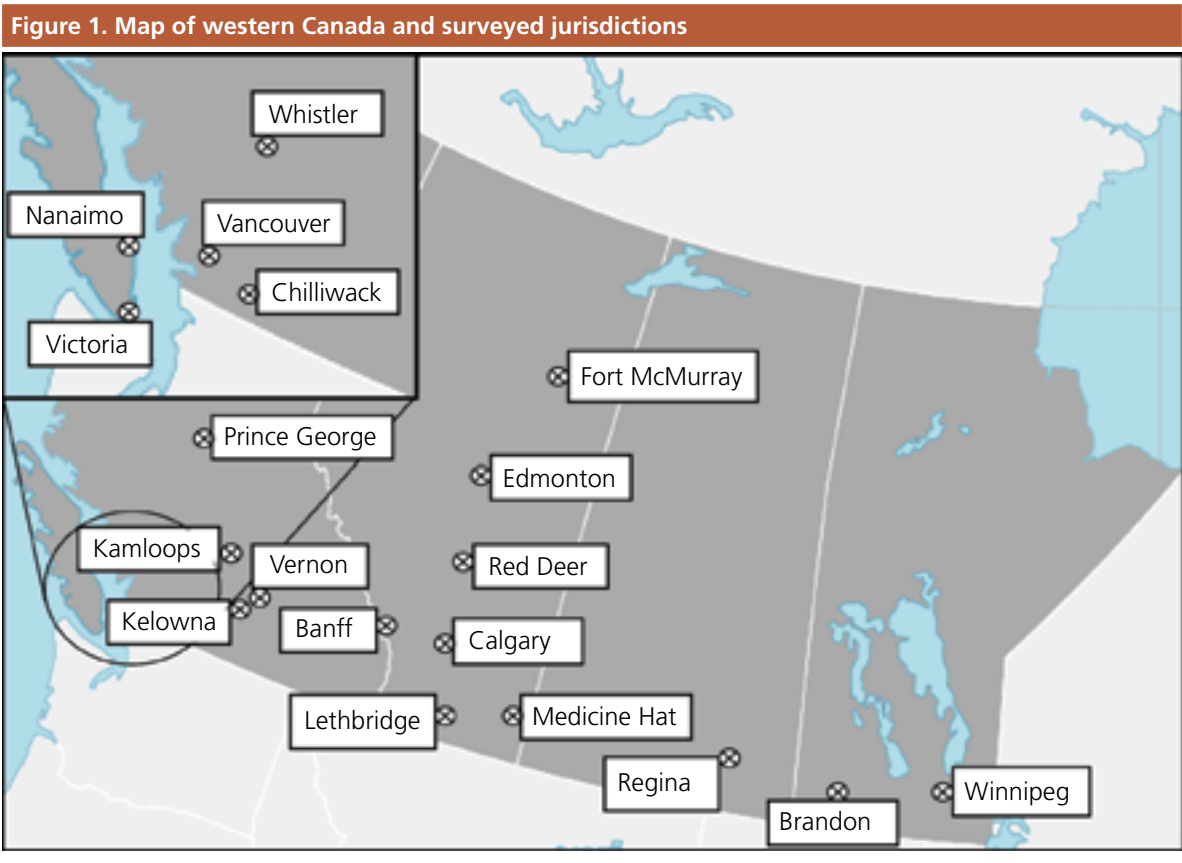 Figure 1. Map of western Canada and surveyed jurisdictions
Whistler
Nanaimo
Vancouver
Chilliwack
Victoria
Fort McMurray
Prince George
Edmonton
Kamloops
Vernon
Red Deer
Kelowna
Banff
Calgary
Lethbridge
Medicine Hat
Regina
Winnipeg
Brandon